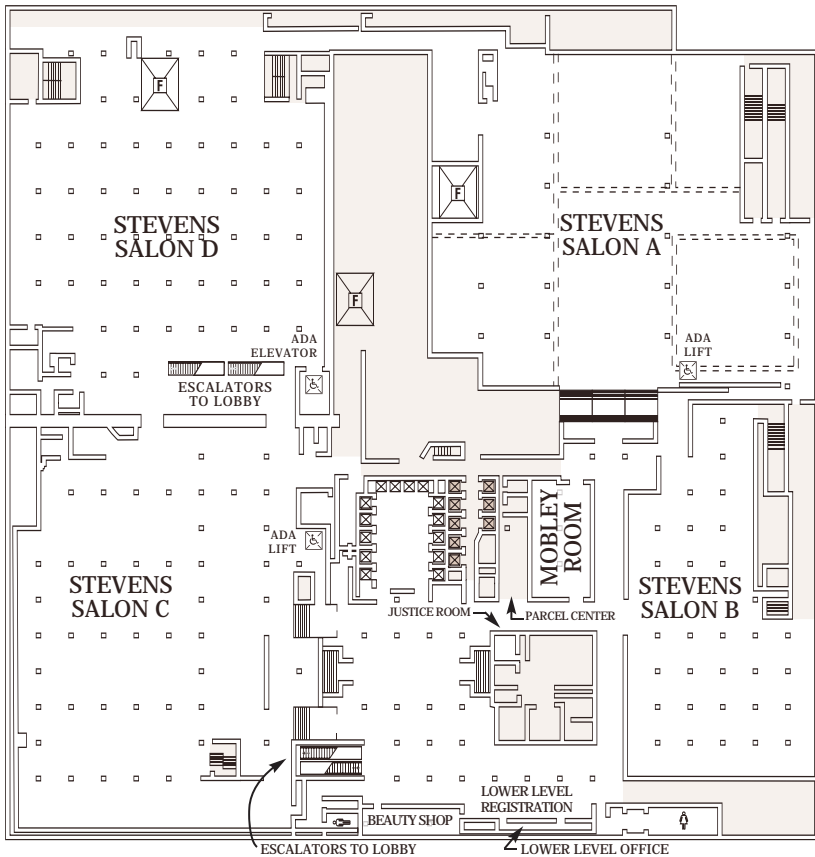 F
F
STEVENS
SALON D
STEVENS
SALON A
F
ADA
ELEVATOR
ADA
LIFT
ESCALATORS
TO LOBBY
MOBLEY
ROOM
ADA
LIFT
STEVENS
SALON C
STEVENS
SALON B
JUSTICE ROOM
PARCEL CENTER
LOWER LEVEL
REGISTRATION
BEAUTY SHOP
ESCALATORS TO LOBBY
LOWER LEVEL OFFICE